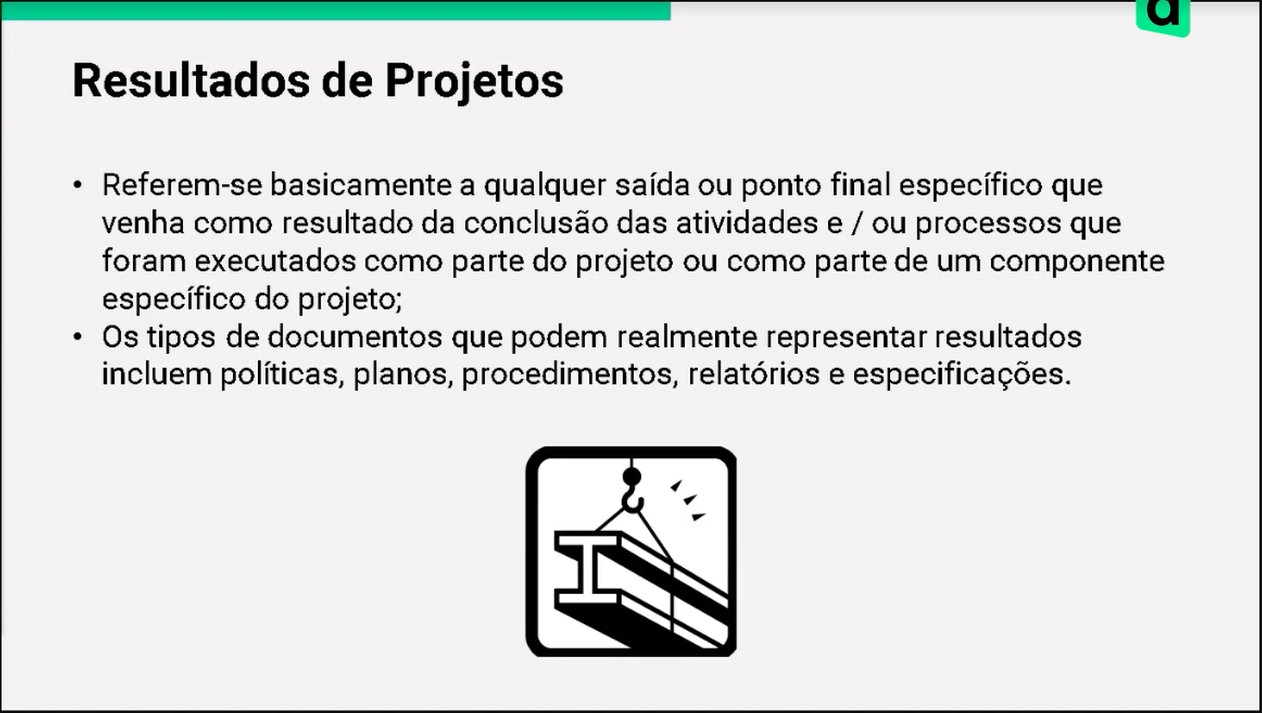 a
Resultados de Projetos
• Referem-se basicamente a qualquer saída ou ponto final específico que
venha como resultado da conclusão das atividades e / ou processos que
foram executados como parte do projeto ou como parte de um componente
específico do projeto;
• Os tipos de documentos que podem realmente representar resultados
incluem políticas, planos, procedimentos, relatórios e especificações.